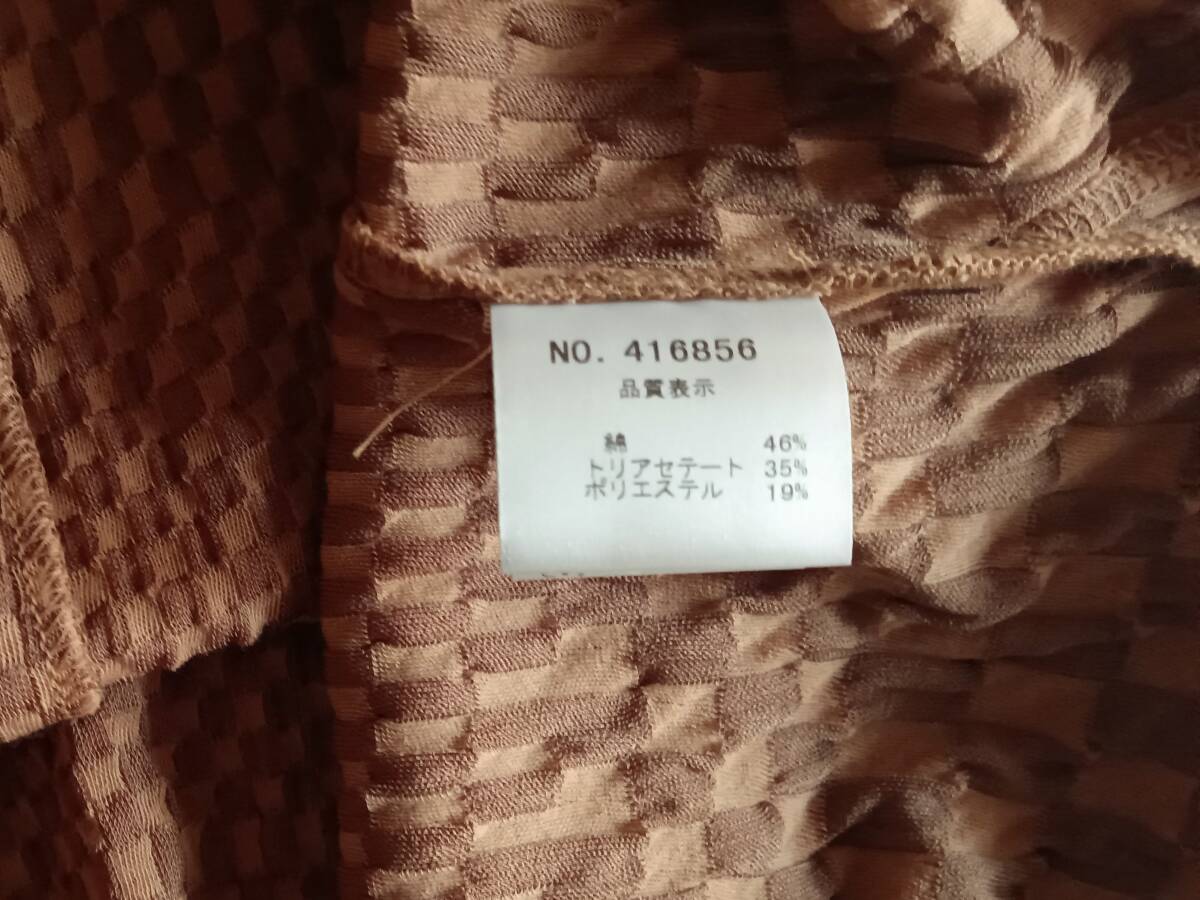 NO. 416856
品質表示
綿 46%
トリアセテート 35%
ポリエステル 19%